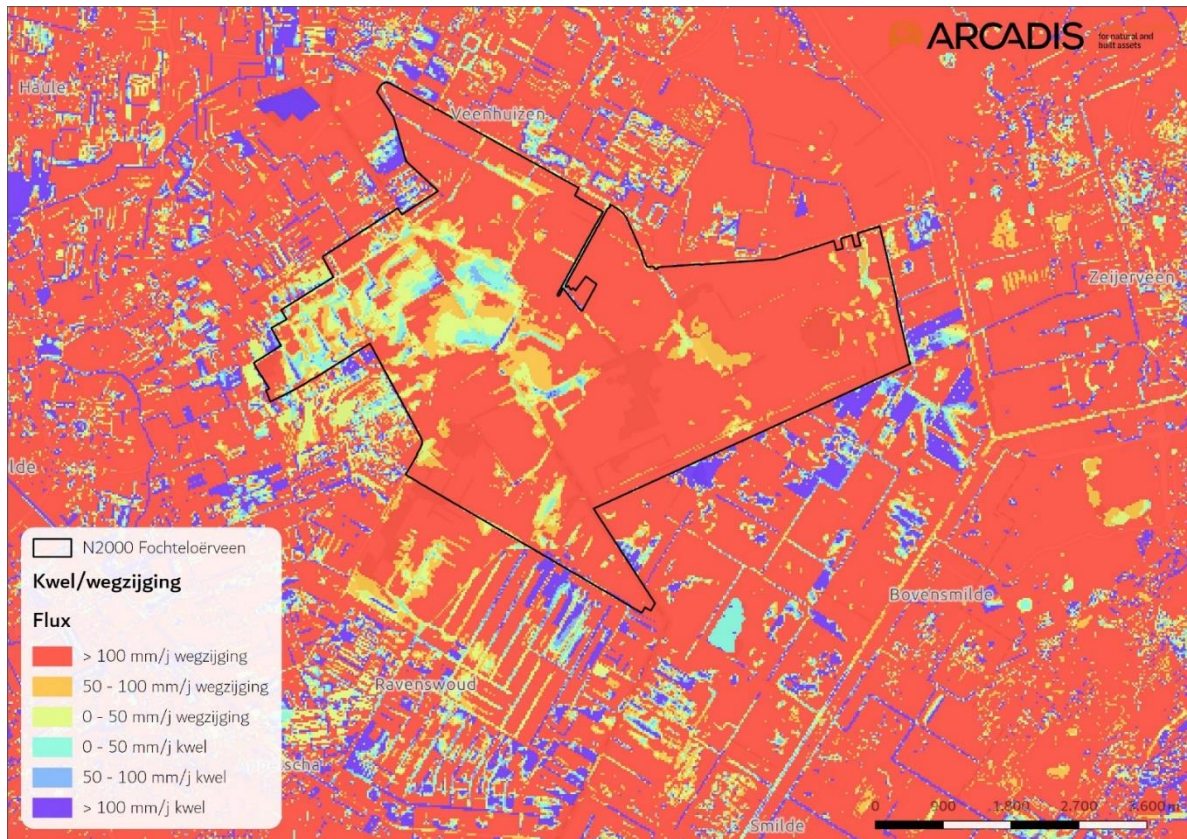 ARCADIS
for natural and
built assets
Haule
Veenhuizen
Zeijerveen
lde
Bovensmilde
Ravenswoud
scha
Smilde
N2000 Fochteloërveen
Kwel/wegzijging
Flux
> 100 mm/j wegzijging
50 - 100 mm/j wegzijging
0 - 50 mm/j wegzijging
0 - 50 mm/j kwel
50 - 100 mm/j kwel
> 100 mm/j kwel
0 900 1.800 2.700 3.600 m